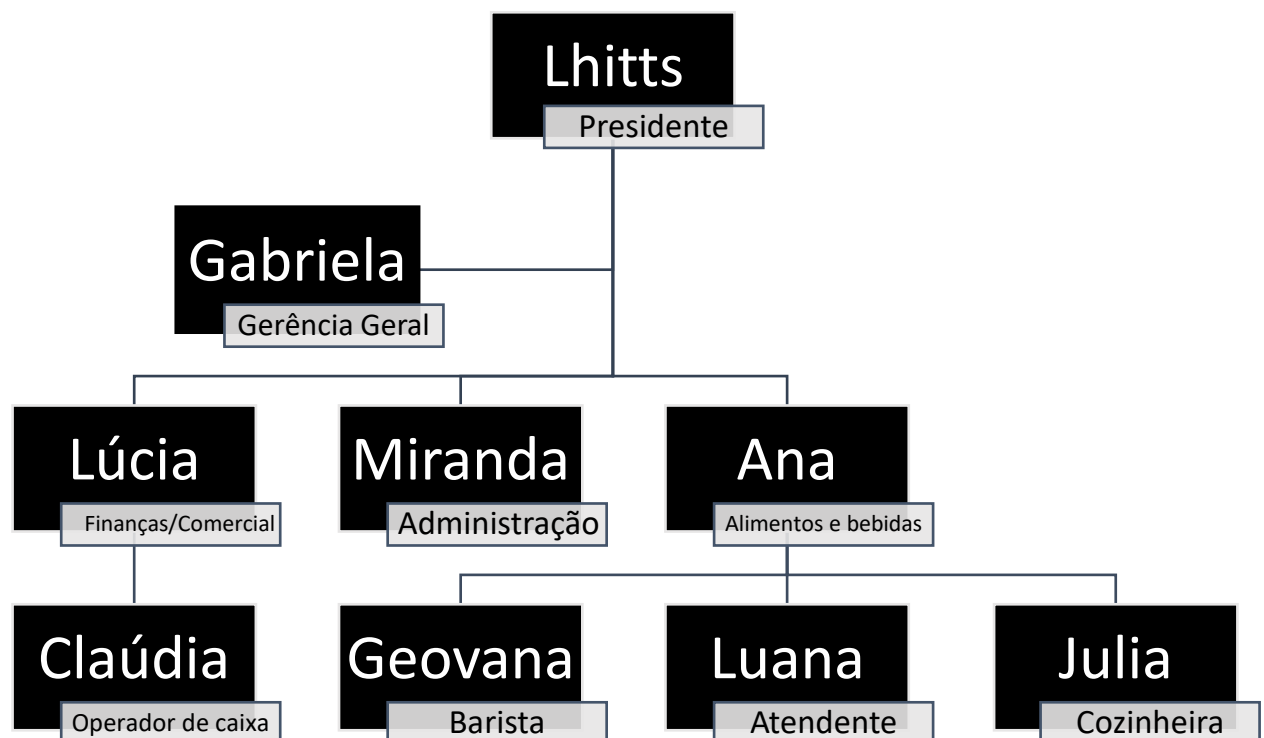 Lhitts
Presidente
Gabriela
Gerência Geral
Lúcia
Finanças/Comercial
Miranda
Administração
Ana
Alimentos e bebidas
Claúdia
Operador de caixa
Geovana
Barista
Luana
Atendente
Julia
Cozinheira